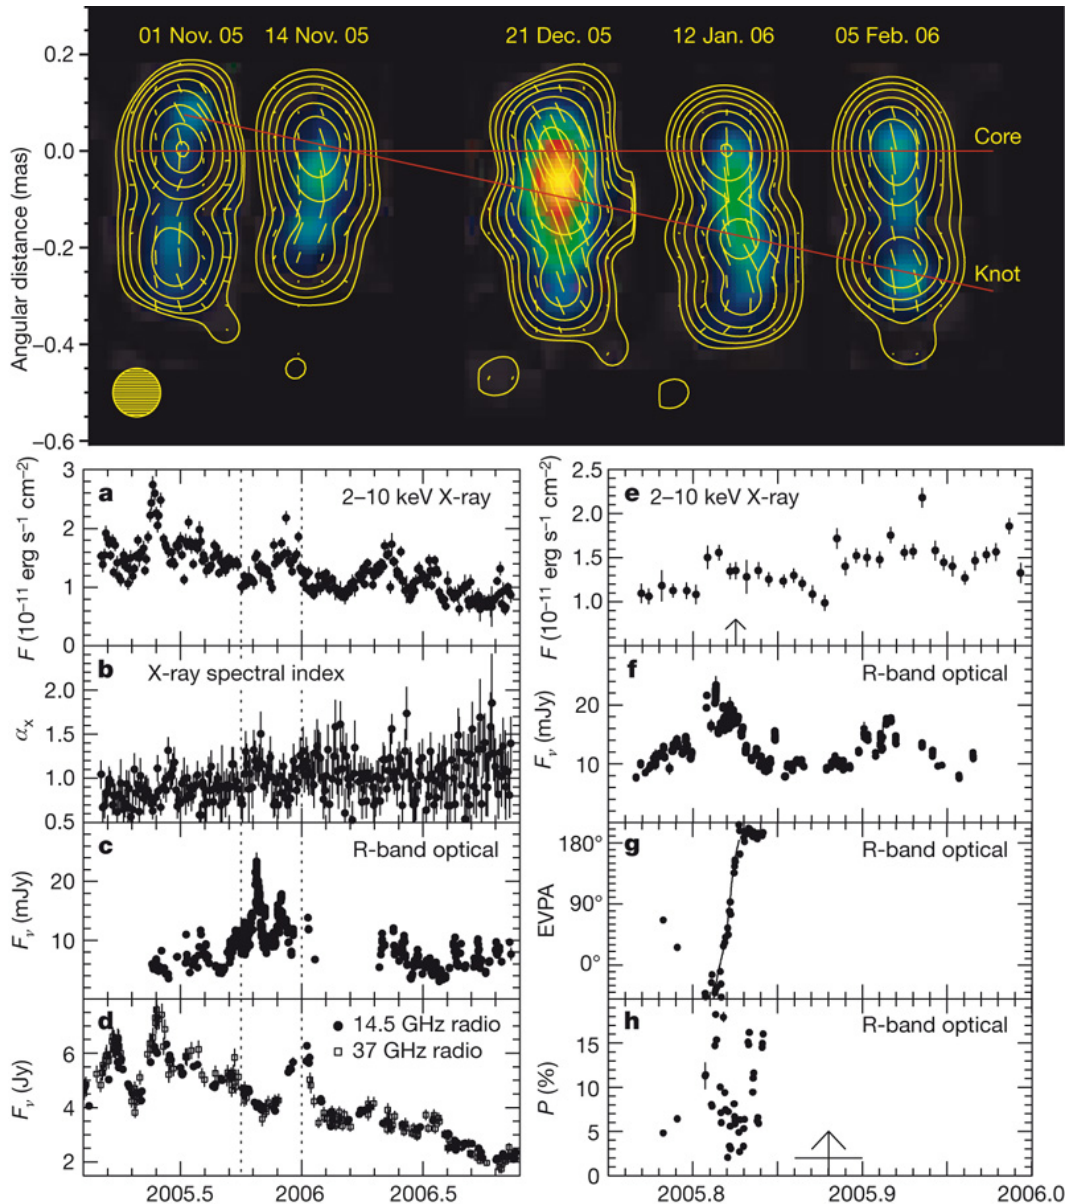 01 Nov. 05 14 Nov. 05 21 Dec. 05 12 Jan. 06 05 Feb. 06
0.2
0.0
−0.2
−0.4
−0.6
Angular distance (mas)
Core
Knot
a 2–10 keV X-ray
3
2
1
0
F (10⁻¹¹ erg s⁻¹ cm⁻²)
b X-ray spectral index
2.0
1.5
1.0
0.5
αx
c R-band optical
20
10
Fν (mJy)
d 14.5 GHz radio
37 GHz radio
6
4
2
Fν (Jy)
2005.5 2006 2006.5
e 2–10 keV X-ray
2.5
2.0
1.5
1.0
F (10⁻¹¹ erg s⁻¹ cm⁻²)
f R-band optical
20
10
Fν (mJy)
g R-band optical
180°
90°
0°
EVPA
h R-band optical
15
10
5
0
P (%)
2005.8 2005.9 2006.0